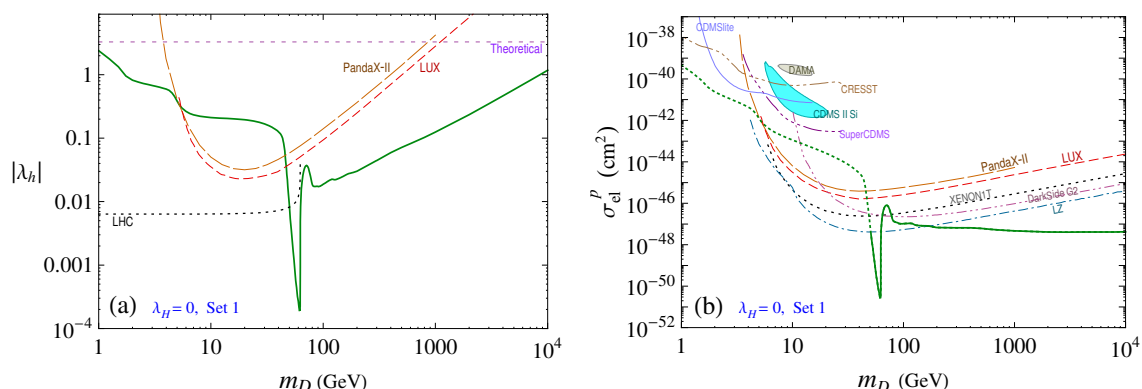 1
0.1
|λ_h|
0.01
0.001
10^-4
Theoretical
PandaX-II
LUX
LHC
(a)
λ_H = 0, Set 1
1
10
100
1000
10^4
m_D (GeV)
10^-38
10^-40
10^-42
10^-44
σ_el^p (cm^2)
10^-46
10^-48
10^-50
10^-52
CDMSlite
DAMA
CRESST
CDMS II Si
SuperCDMS
PandaX-II
LUX
XENON1T
DarkSide G2
LZ
(b)
λ_H = 0, Set 1
1
10
100
1000
10^4
m_D (GeV)